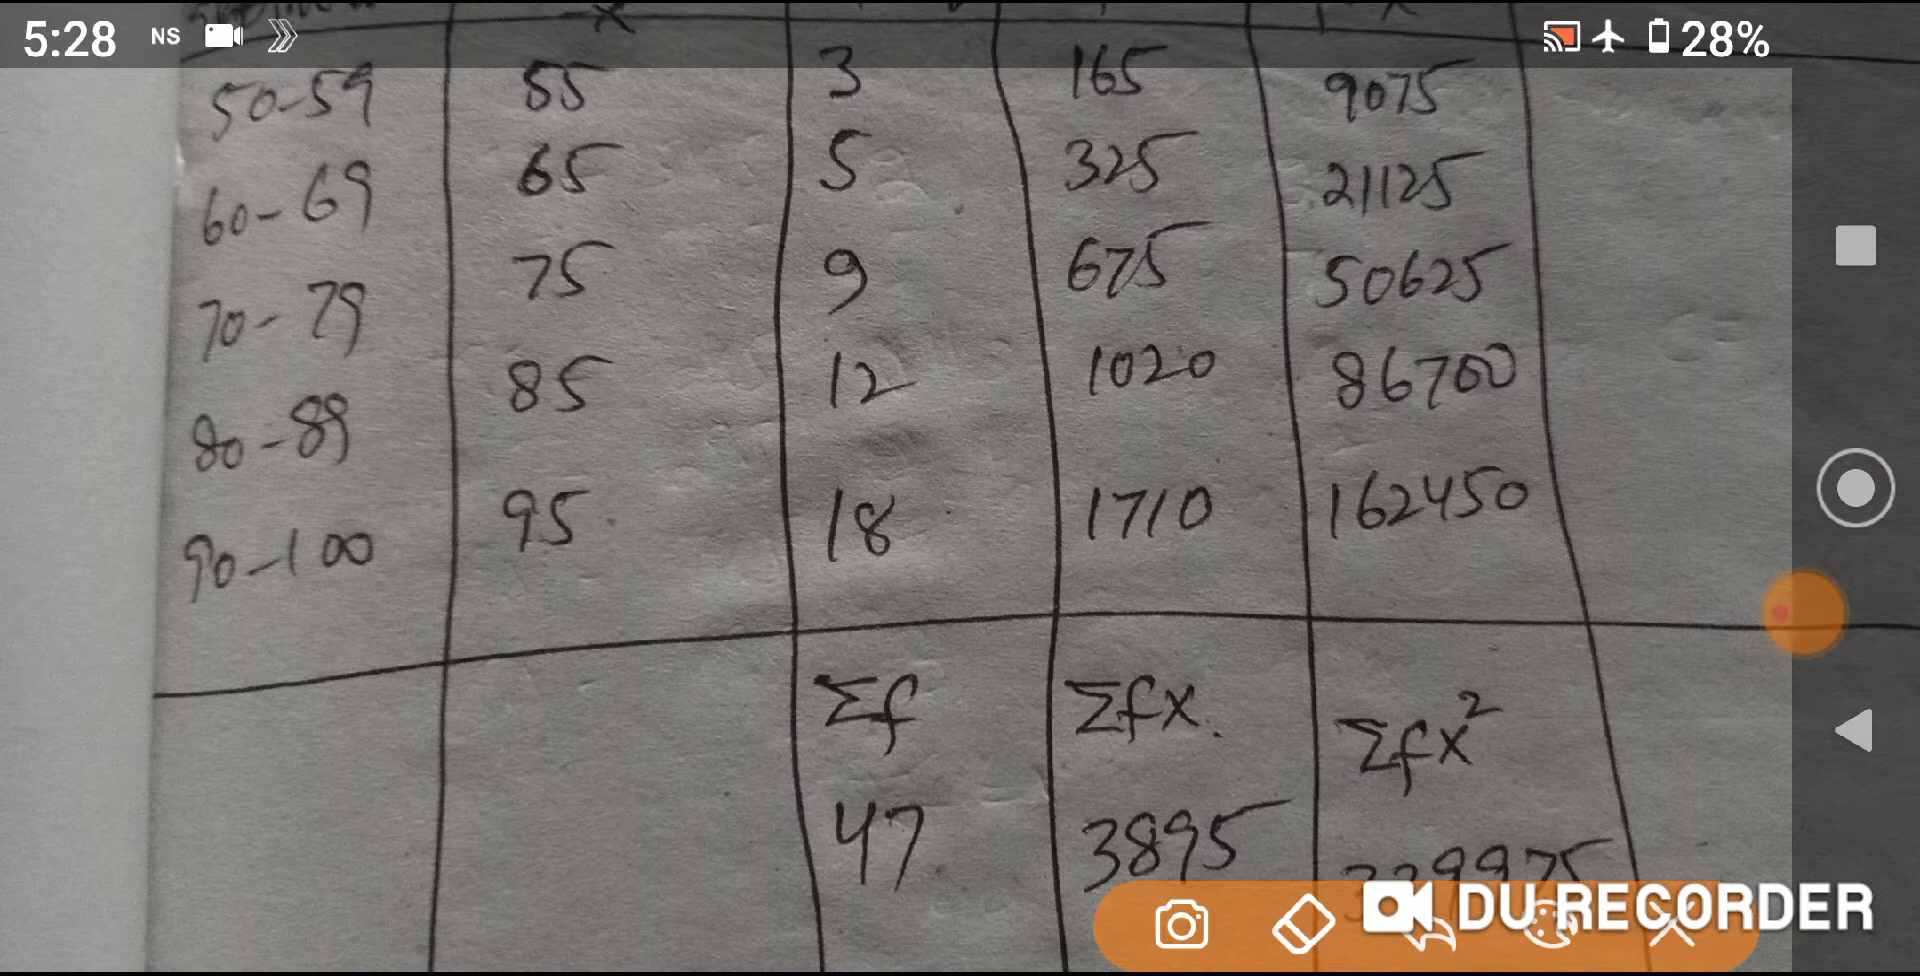 5:28 NS 28%
x
50-59 55 3 165 9075
60-69 65 5 325 21125
70-79 75 9 675 50625
80-89 85 12 1020 86700
90-100 95 18 1710 162450
Σf Σfx Σfx²
47 3895 329975
DU RECORDER